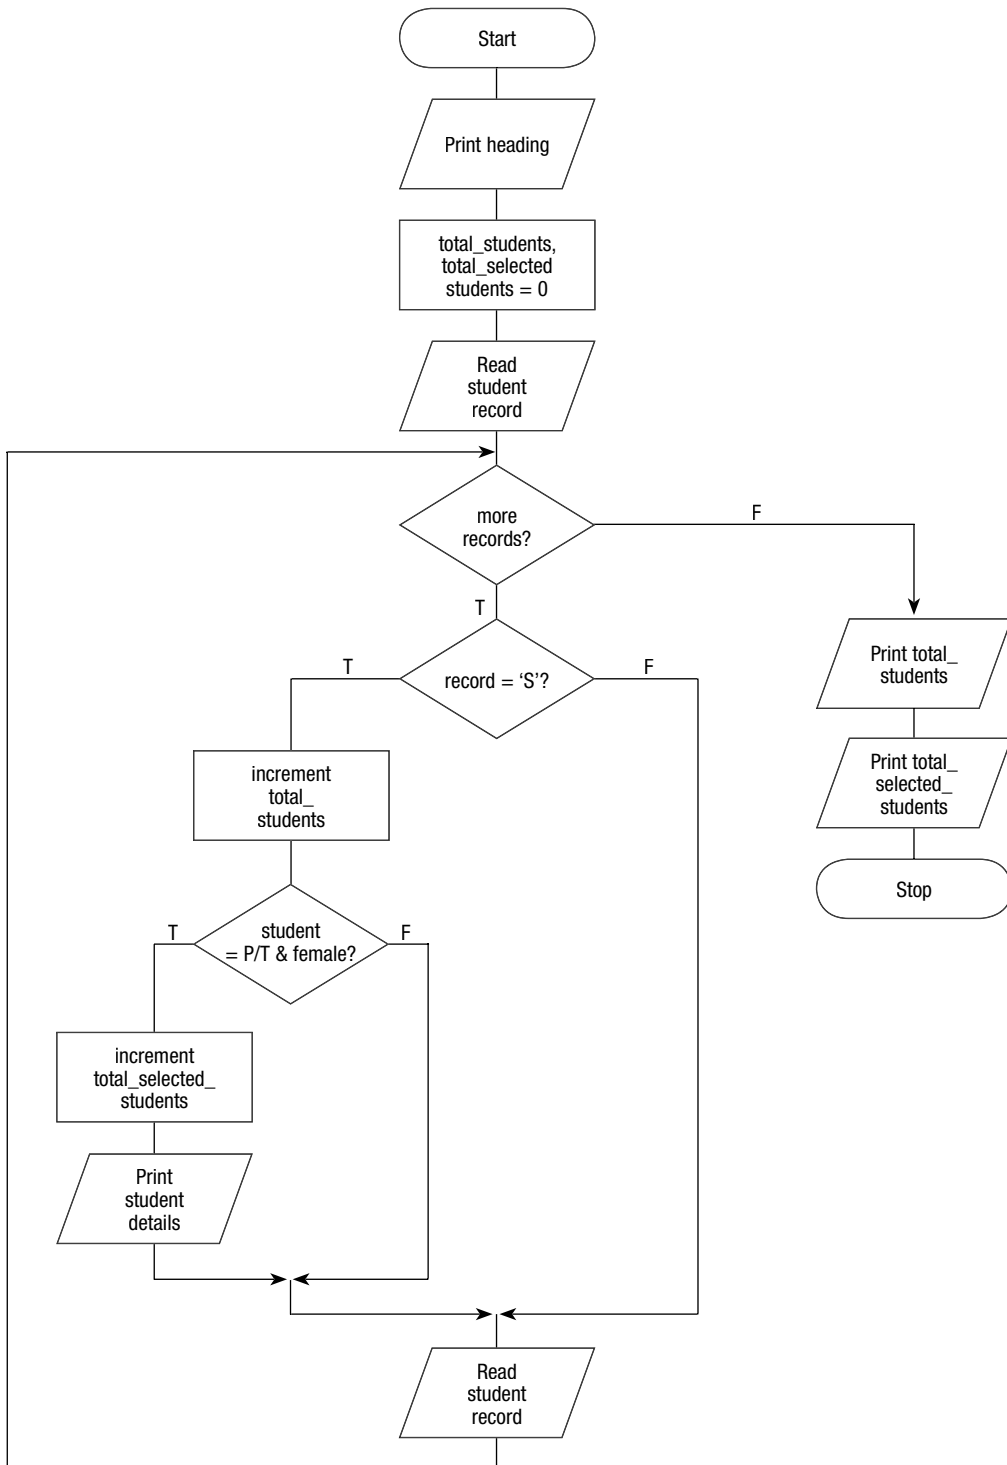 Start
Print heading
total_students,
total_selected
students = 0
Read
student
record
more
records?
F
T
record = ‘S’?
T
F
Print total_
students
Print total_
selected_
students
Stop
increment
total_
students
student
= P/T & female?
T
F
increment
total_selected_
students
Print
student
details
Read
student
record